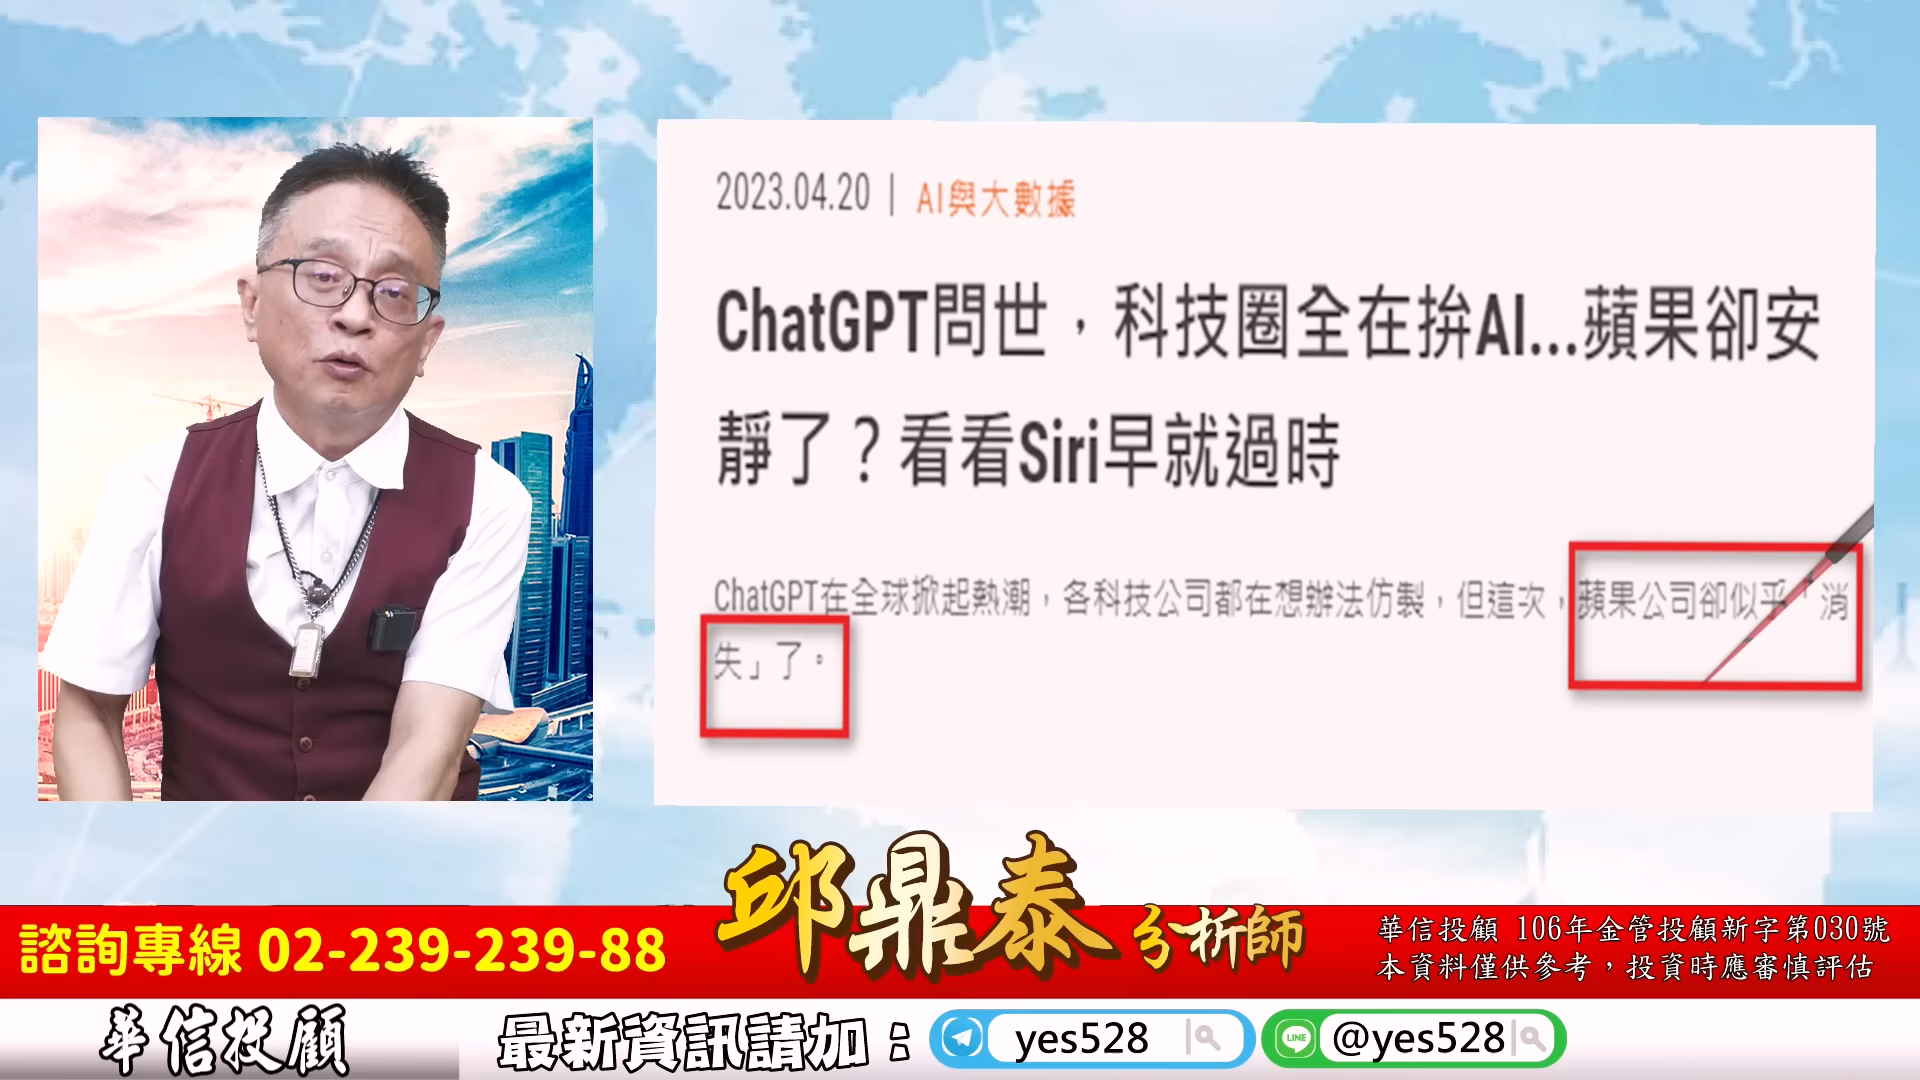 2023.04.20 | AI與大數據
ChatGPT問世，科技圈全在拚AI...蘋果卻安
靜了？看看Siri早就過時
ChatGPT在全球掀起熱潮，各科技公司都在想辦法仿製，但這次，蘋果公司卻似乎「消
失」了。
邱鼎泰 分析師
諮詢專線 02-239-239-88
華信投顧 106年金管投顧新字第030號
本資料僅供參考，投資時應審慎評估
華信投顧
最新資訊請加： yes528 LINE @yes528